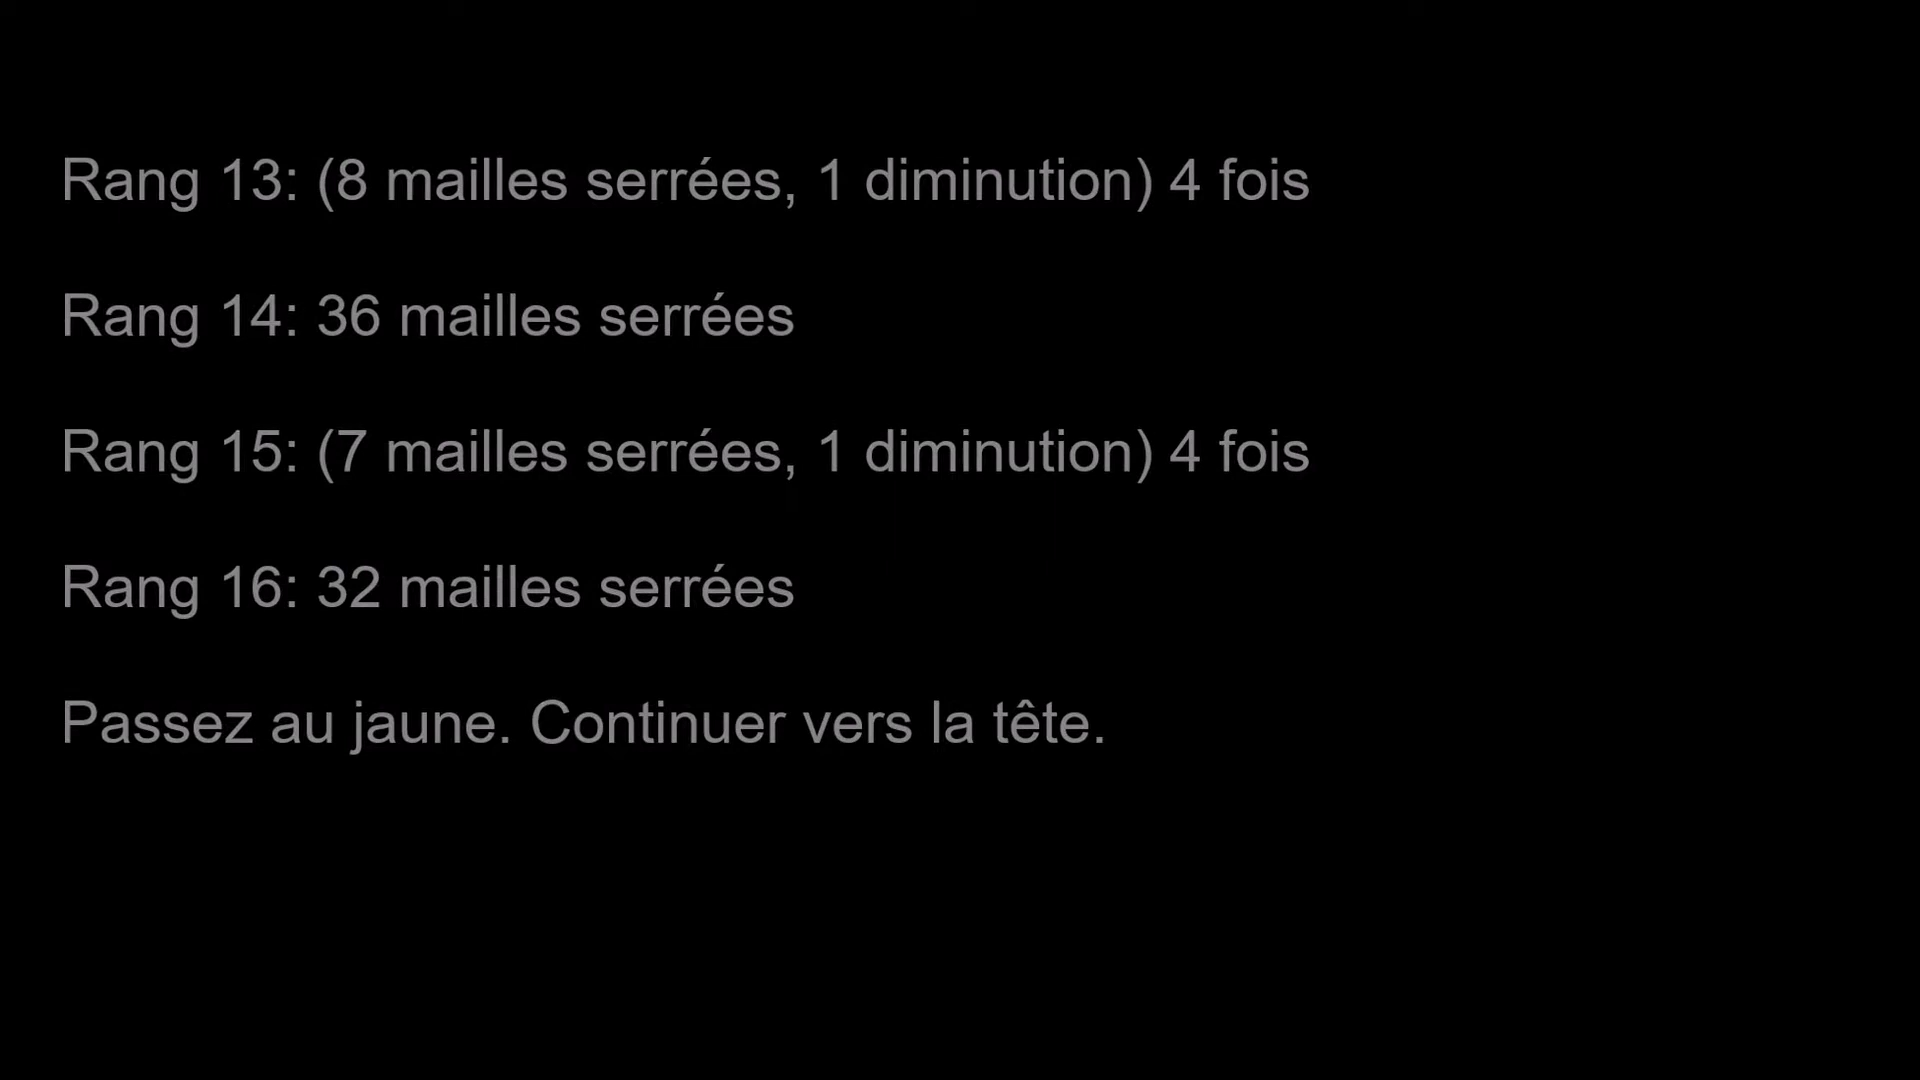 Rang 13: (8 mailles serrées, 1 diminution) 4 fois
Rang 14: 36 mailles serrées
Rang 15: (7 mailles serrées, 1 diminution) 4 fois
Rang 16: 32 mailles serrées
Passez au jaune. Continuer vers la tête.